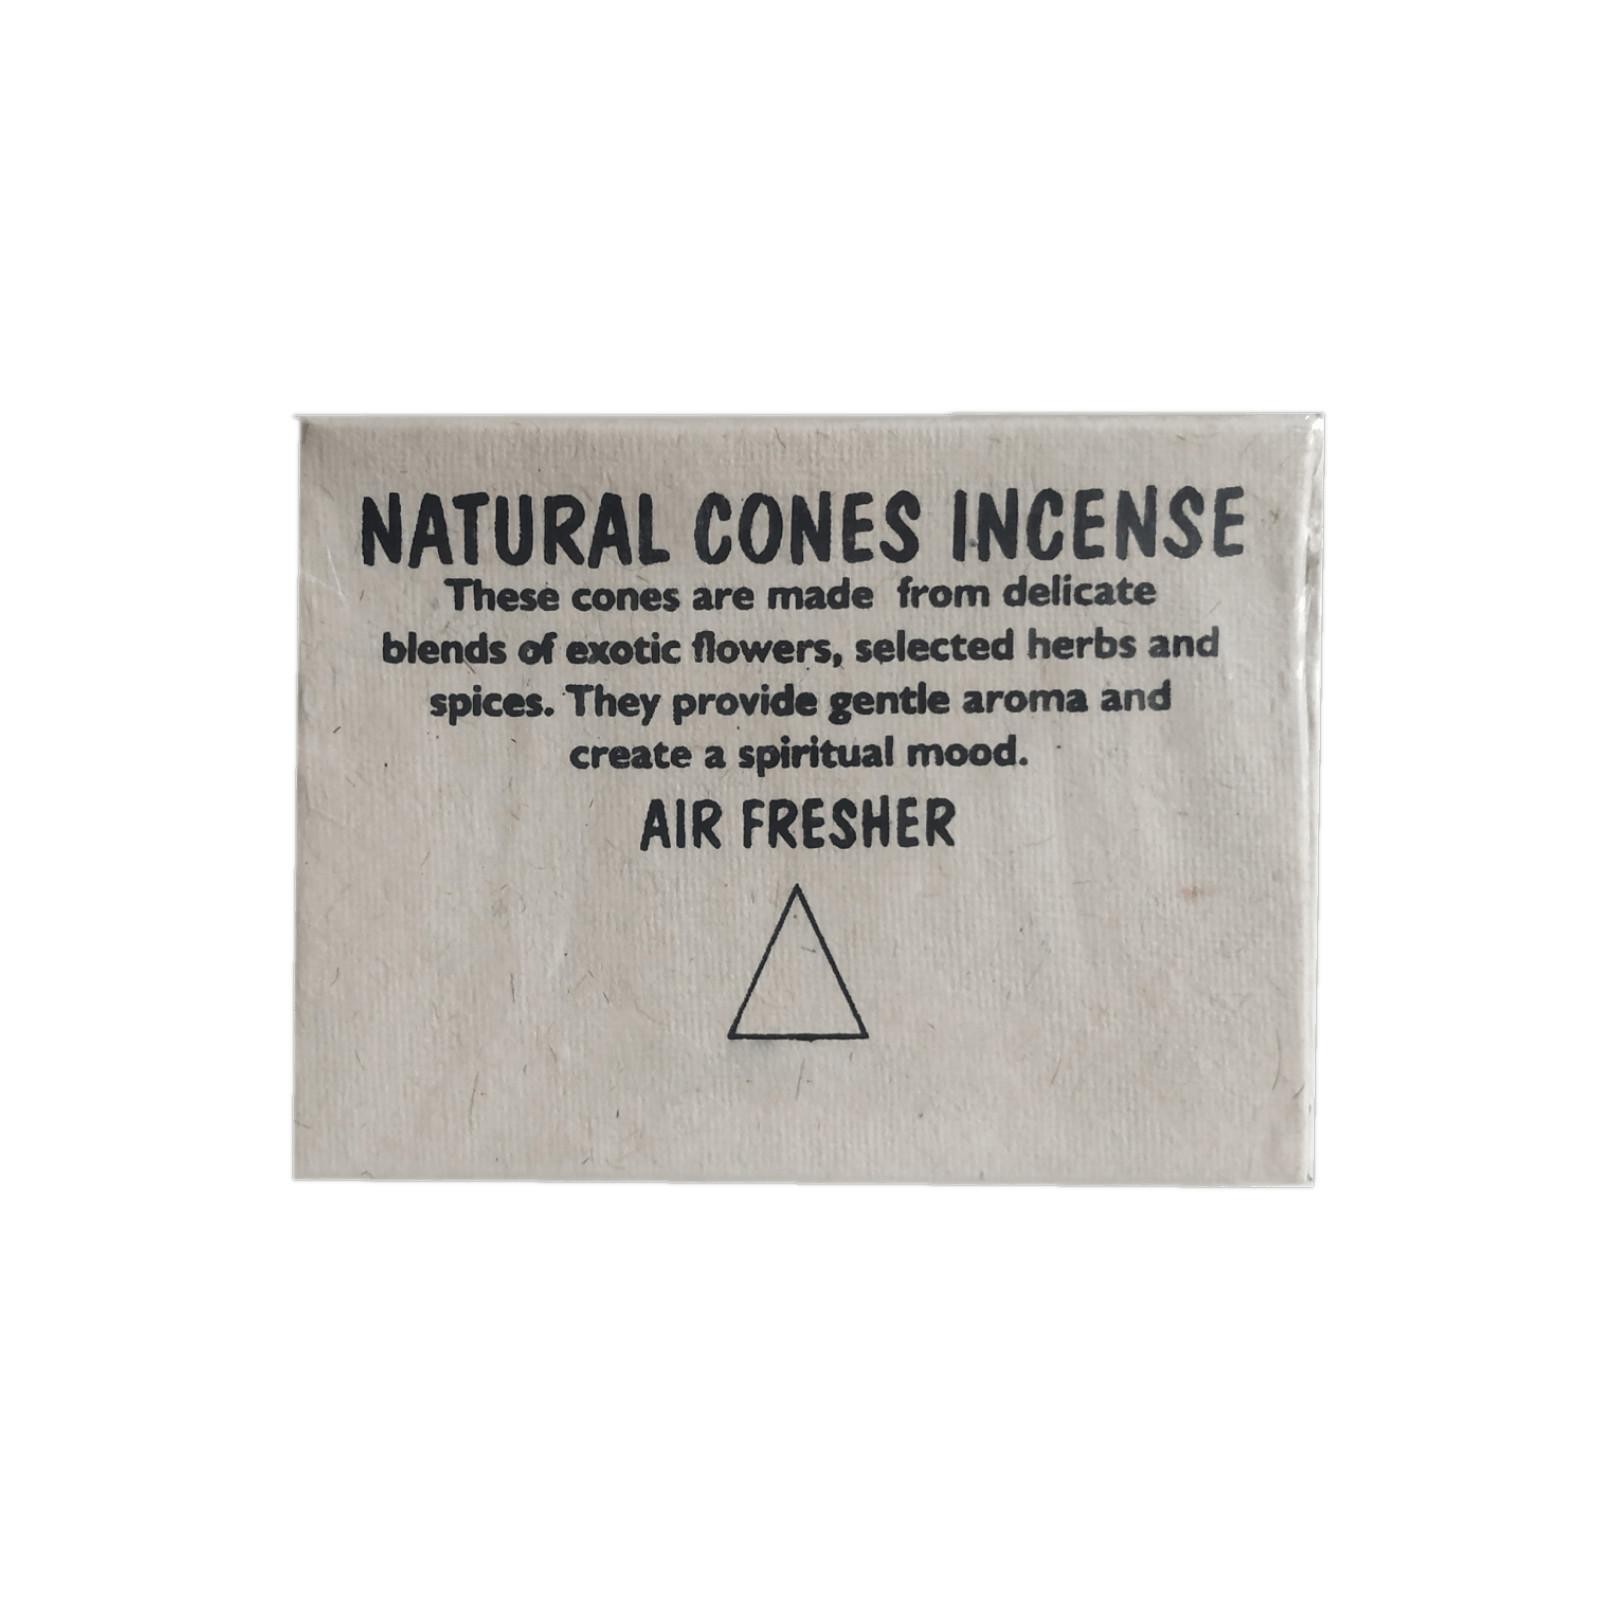 NATURAL CONES INCENSE
These cones are made from delicate
blends of exotic flowers, selected herbs and
spices. They provide gentle aroma and
create a spiritual mood.
AIR FRESHER